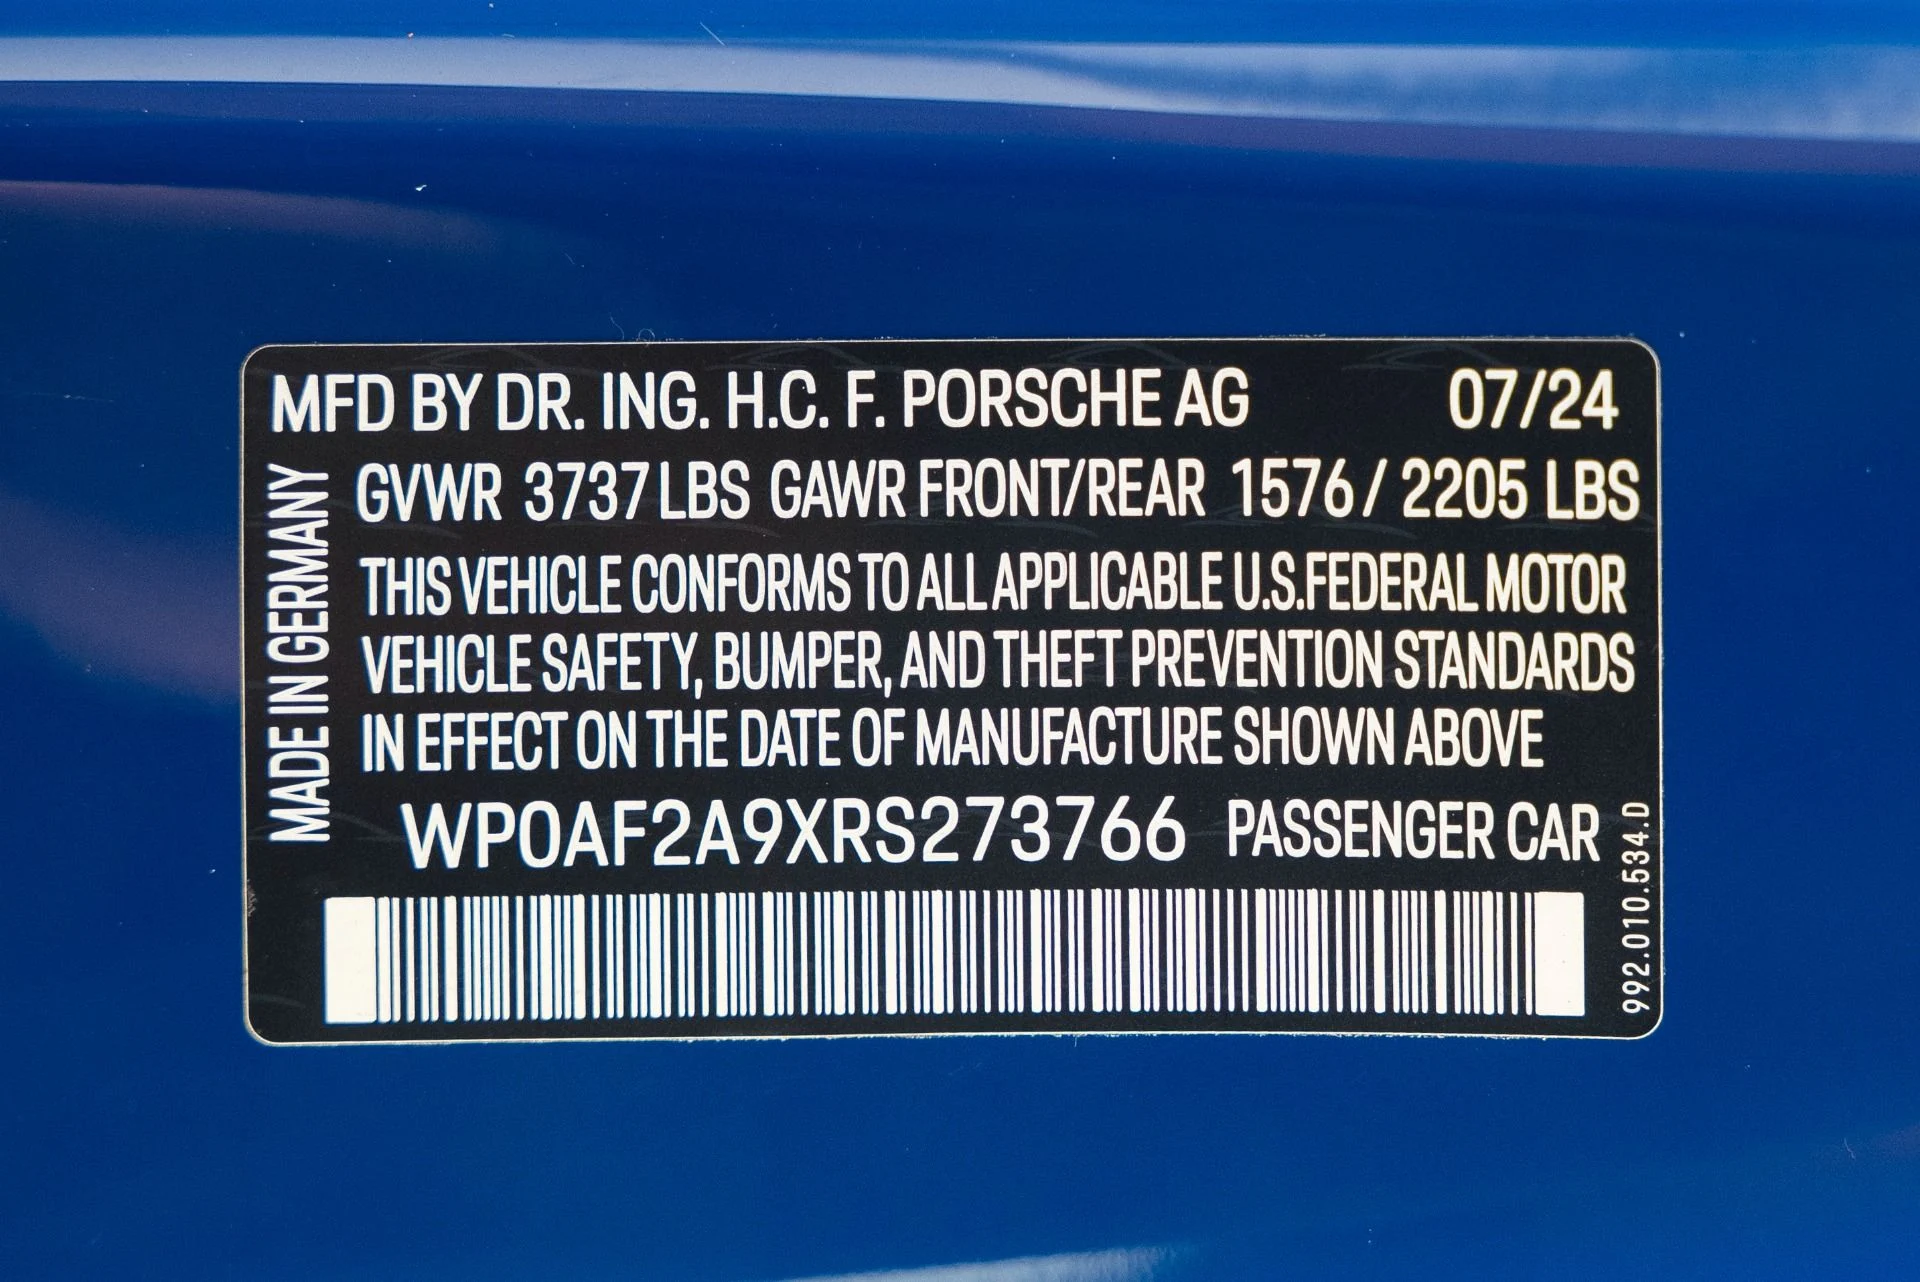 MFD BY DR. ING. H.C. F. PORSCHE AG 07/24
GVWR 3737 LBS GAWR FRONT/REAR 1576 / 2205 LBS
THIS VEHICLE CONFORMS TO ALL APPLICABLE U.S.FEDERAL MOTOR
VEHICLE SAFETY, BUMPER, AND THEFT PREVENTION STANDARDS
IN EFFECT ON THE DATE OF MANUFACTURE SHOWN ABOVE
WP0AF2A9XRS273766 PASSENGER CAR
MADE IN GERMANY
992.010.534.D